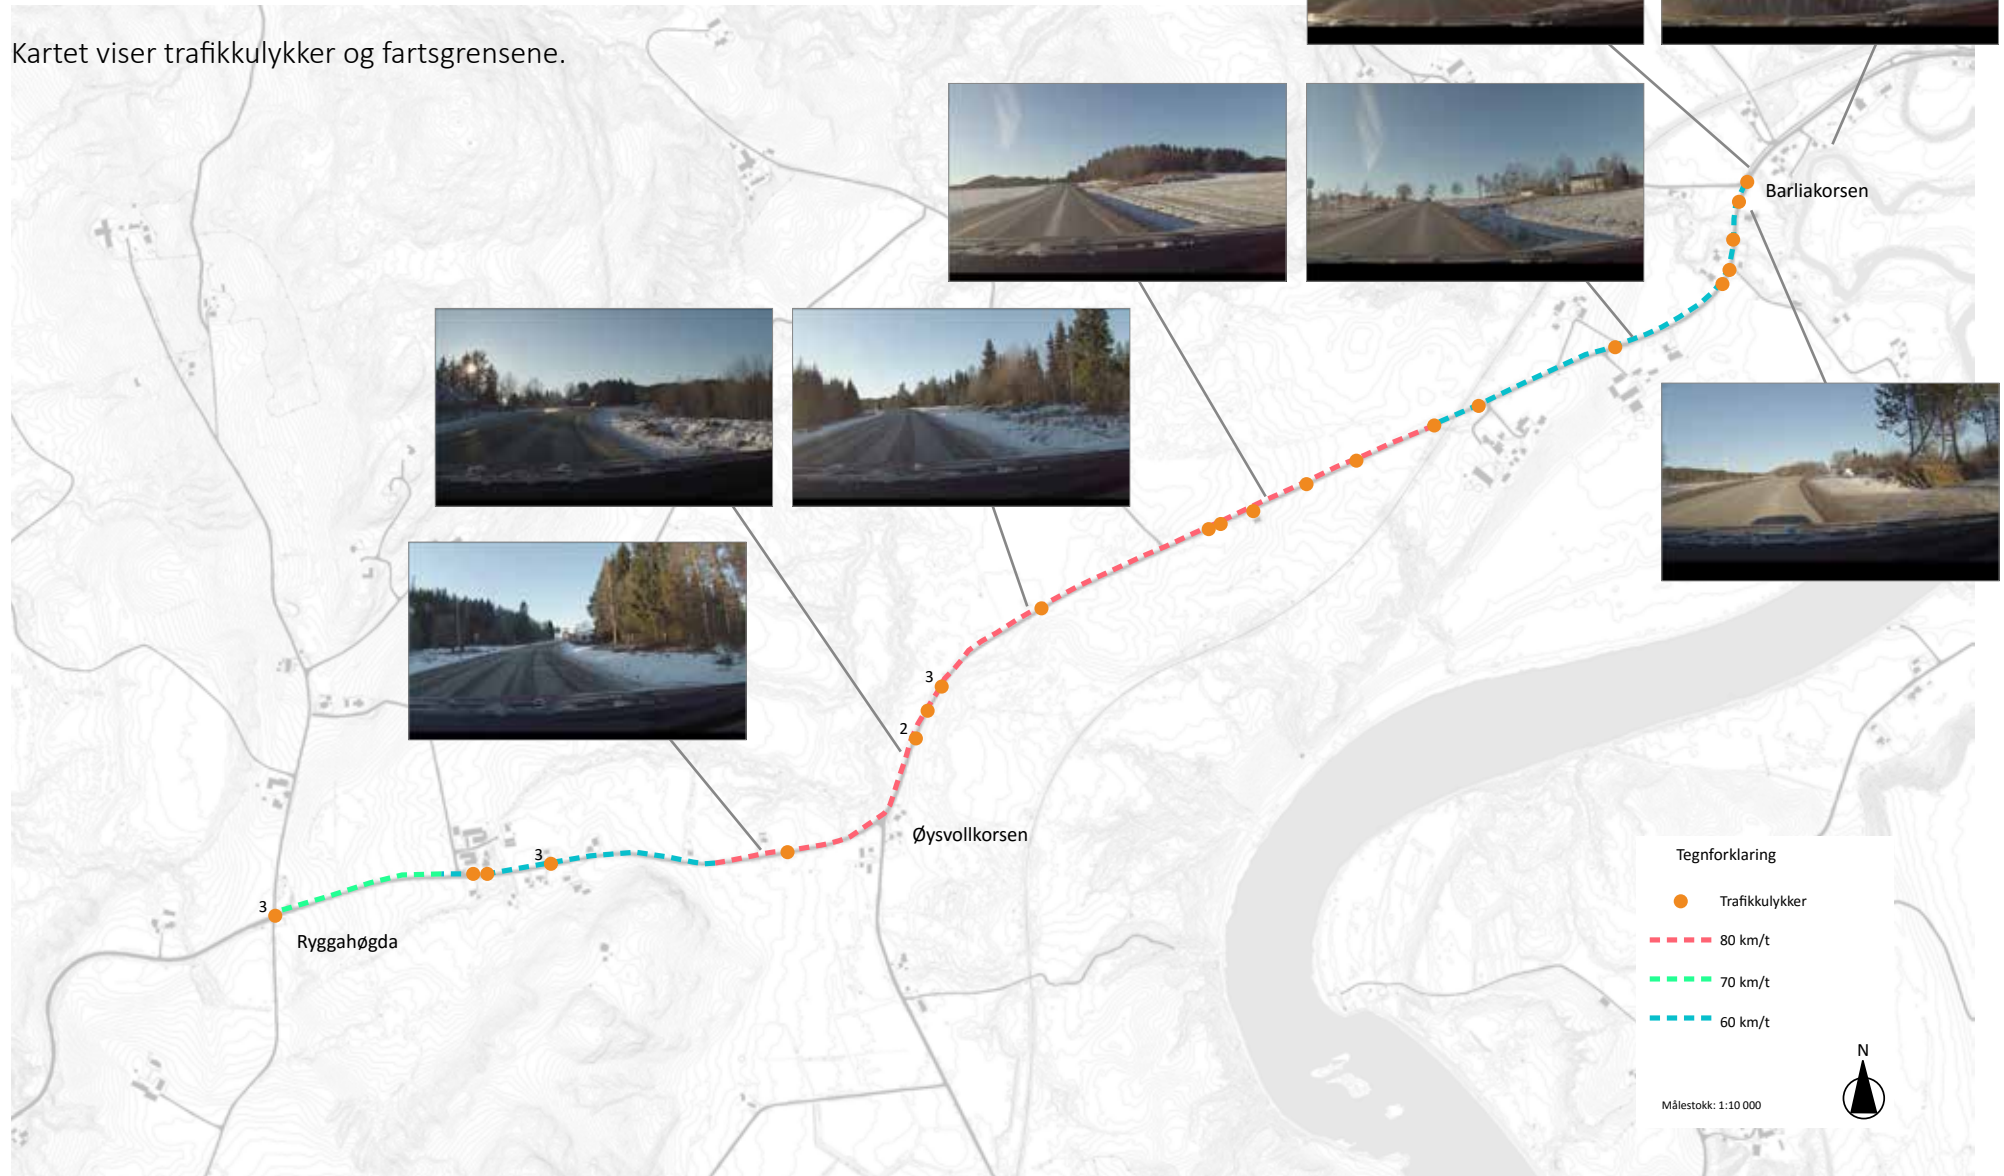 Kartet viser trafikkulykker og fartsgrensene.
Barliakorsen
3
2
Øysvollkorsen
3
3
Ryggahøgda
Tegnforklaring
Trafikkulykker
80 km/t
70 km/t
60 km/t
N
Målestokk: 1:10 000